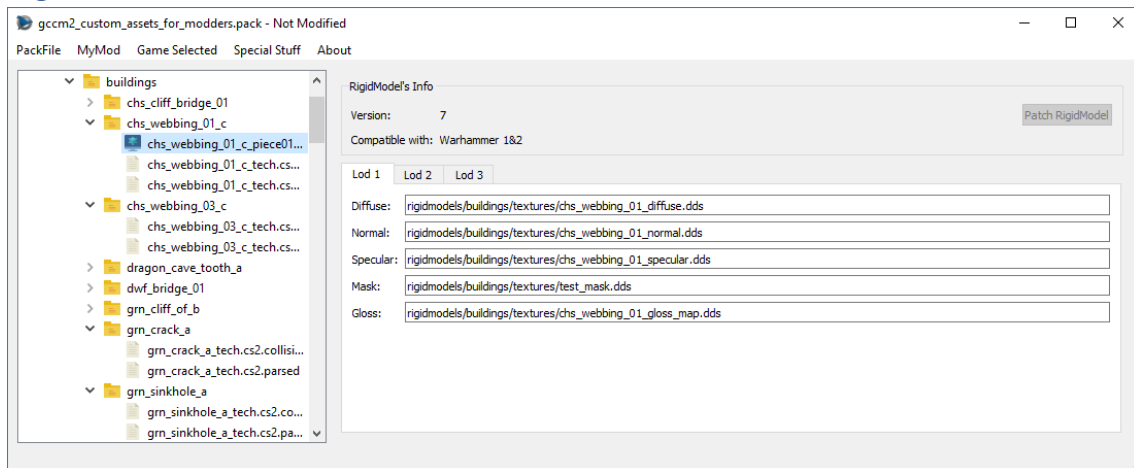 gccm2_custom_assets_for_modders.pack - Not Modified
PackFile MyMod Game Selected Special Stuff About
buildings
chs_cliff_bridge_01
chs_webbing_01_c
chs_webbing_01_c_piece01...
chs_webbing_01_c_tech.cs...
chs_webbing_01_c_tech.cs...
chs_webbing_03_c
chs_webbing_03_c_tech.cs...
chs_webbing_03_c_tech.cs...
dragon_cave_tooth_a
dwf_bridge_01
grn_cliff_of_b
grn_crack_a
grn_crack_a_tech.cs2.collisi...
grn_crack_a_tech.cs2.parsed
grn_sinkhole_a
grn_sinkhole_a_tech.cs2.co...
grn_sinkhole_a_tech.cs2.pa...
RigidModel's Info
Version: 7
Patch RigidModel
Compatible with: Warhammer 1&2
Lod 1 Lod 2 Lod 3
Diffuse: rigidmodels/buildings/textures/chs_webbing_01_diffuse.dds
Normal: rigidmodels/buildings/textures/chs_webbing_01_normal.dds
Specular: rigidmodels/buildings/textures/chs_webbing_01_specular.dds
Mask: rigidmodels/buildings/textures/test_mask.dds
Gloss: rigidmodels/buildings/textures/chs_webbing_01_gloss_map.dds